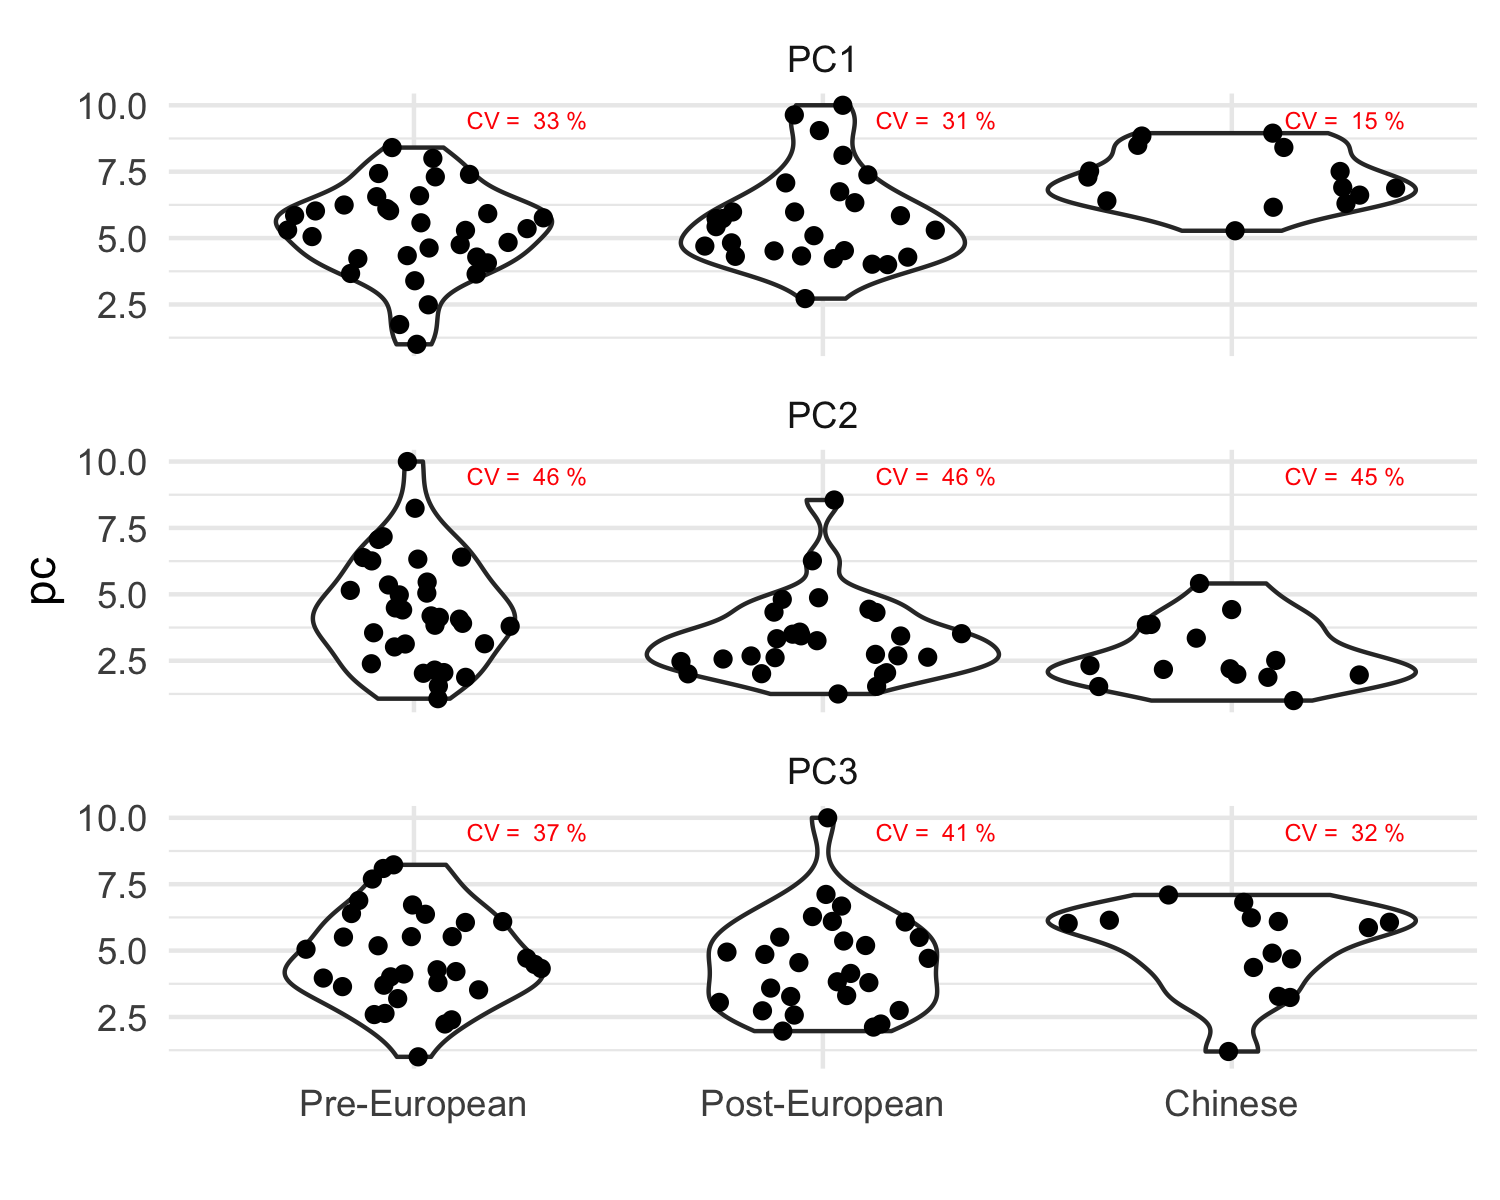 PC1
10.0
7.5
5.0
2.5
CV = 33 %
CV = 31 %
CV = 15 %
PC2
10.0
7.5
5.0
2.5
CV = 46 %
CV = 46 %
CV = 45 %
pc
PC3
10.0
7.5
5.0
2.5
CV = 37 %
CV = 41 %
CV = 32 %
Pre-European
Post-European
Chinese